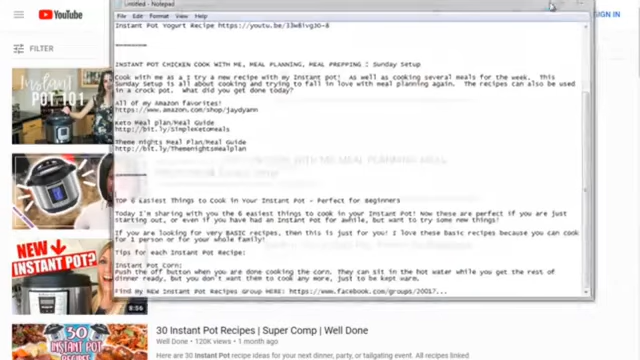 YouTube
SIGN IN
FILTER
Untitled - Notepad
File Edit Format View Help
Instant Pot Yogurt Recipe
INSTANT POT CHICKEN COOK WITH ME, MEAL PLANNING, MEAL PREPPING | Sunday Setup
Cook with me as I try a new recipe with my Instant pot! As well as cooking several meals for the week. This
Sunday Setup is all about cooking and trying to fall in love with meal planning again. The recipes can also be used
in a crock pot. What did you get done today?
All of my Amazon favorites!
https://www.amazon.com/shop/jaydyann
Keto Meal plan/Meal Guide
http://bit.ly/SimpleKetomeals
Theme nights Meal Plan/Meal Guide
http://bit.ly/Themenightsmealplan
TOP 6 Easiest Things to Cook in Your Instant Pot - Perfect for Beginners
Today I'm sharing with you the 6 easiest things to cook in your Instant Pot! Now these are perfect if you are just
starting out, or even if you have had an Instant Pot for awhile, but want to try some new things!
If you are looking for very BASIC recipes, then this is just for you! I love these Basic recipes because you can cook
for 1 person or for your whole family!
Tips for each Instant Pot Recipe:
Instant Pot Corn:
Push the off button when you are done cooking the corn. They can sit in the hot water while you get the rest of
dinner ready, but you don't want them to cook any more, just to be kept warm.
Find my NEW Instant Pot Recipes Group HERE: https://www.facebook.com/groups/20017...
Instant
POT 101
NEW
INSTANT POT?
8:56
30
INSTANT POT
30 Instant Pot Recipes | Super Comp | Well Done
Well Done • 120K views • 1 month ago
Here are 30 Instant Pot recipe ideas for your next dinner, party, or tailgating event. All recipes linked